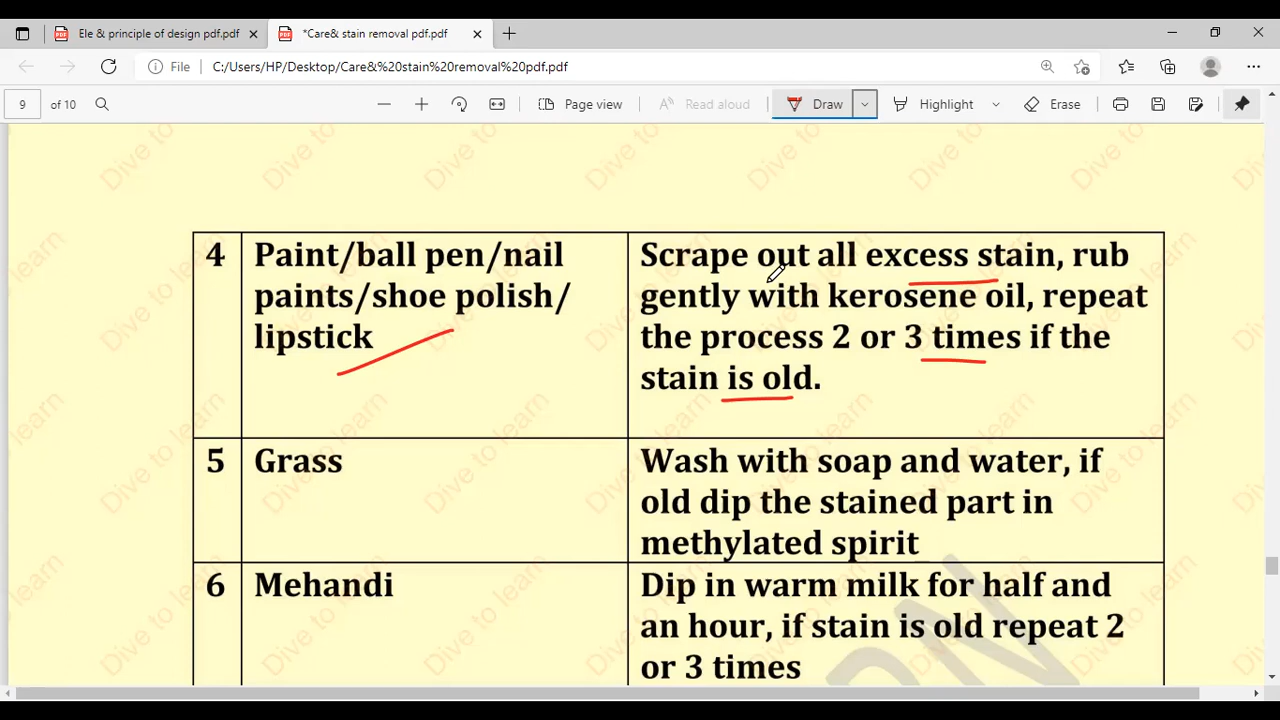 Ele & principle of design pdf.pdf
*Care& stain removal pdf.pdf
File
C:/Users/HP/Desktop/Care&%20stain%20removal%20pdf.pdf
9 of 10
Page view
Read aloud
Draw
Highlight
Erase
4 Paint/ball pen/nail Scrape out all excess stain, rub
paints/shoe polish/ gently with kerosene oil, repeat
lipstick the process 2 or 3 times if the
stain is old.
5 Grass Wash with soap and water, if
old dip the stained part in
methylated spirit
6 Mehandi Dip in warm milk for half and
an hour, if stain is old repeat 2
or 3 times
Dive to learn